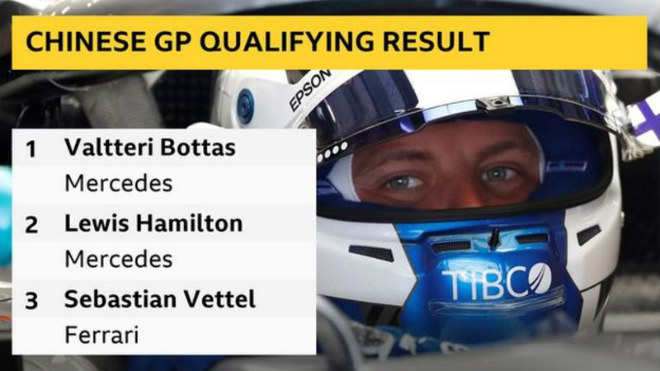 CHINESE GP QUALIFYING RESULT
EPSON
1 Valtteri Bottas
Mercedes
2 Lewis Hamilton
Mercedes
3 Sebastian Vettel
Ferrari
TIBCO